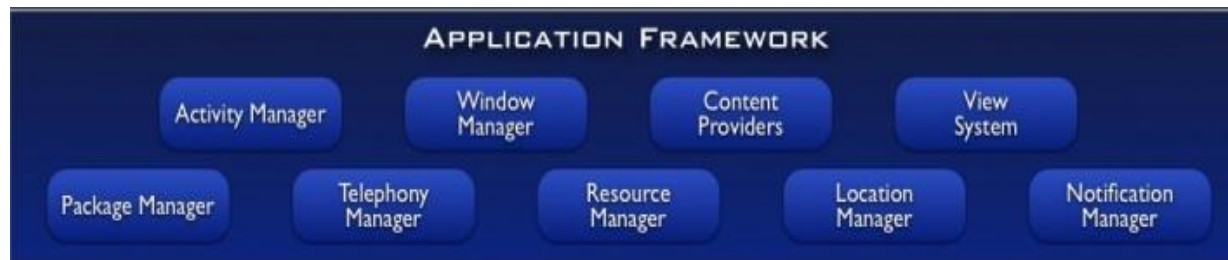 APPLICATION FRAMEWORK
Activity Manager
Window
Manager
Content
Providers
View
System
Package Manager
Telephony
Manager
Resource
Manager
Location
Manager
Notification
Manager